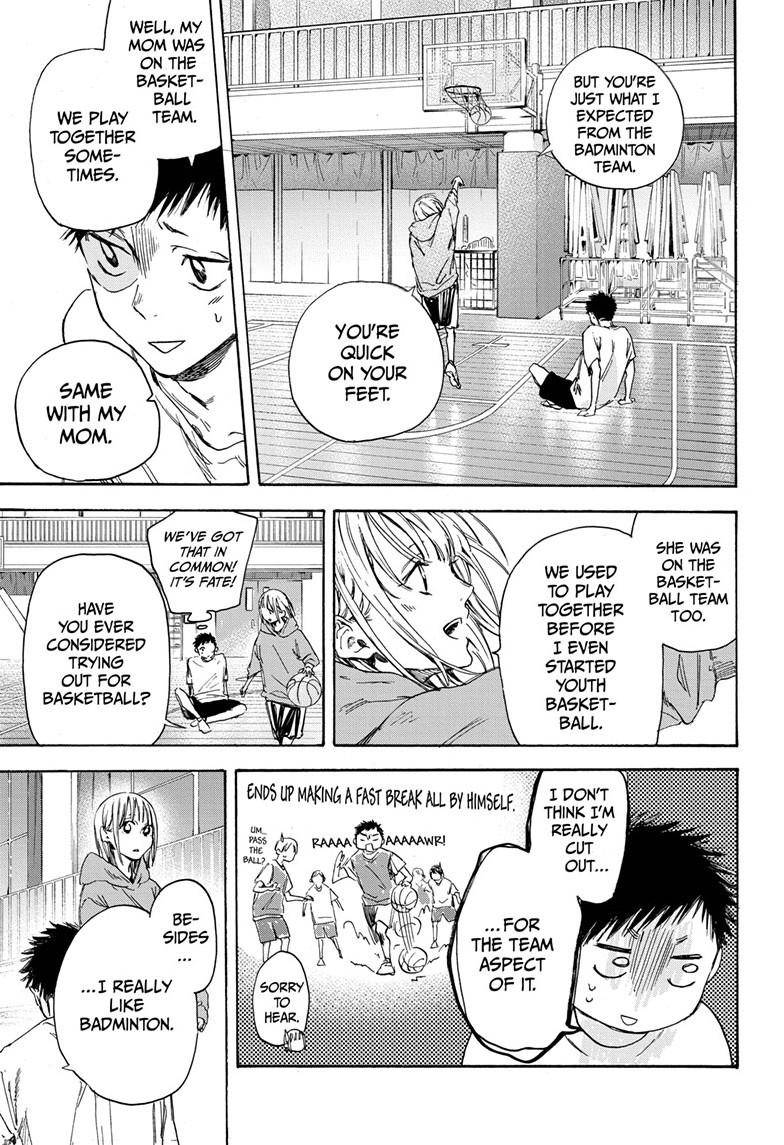 BUT YOU'RE
JUST WHAT I
EXPECTED
FROM THE
BADMINTON
TEAM.
YOU'RE
QUICK
ON YOUR
FEET.
WELL, MY
MOM WAS
ON THE
BASKET-
BALL
TEAM.
WE PLAY
TOGETHER
SOME-
TIMES.
SAME
WITH MY
MOM.
SHE WAS
ON THE
BASKET-
BALL TEAM
TOO.
WE USED
TO PLAY
TOGETHER
BEFORE
I EVEN
STARTED
YOUTH
BASKET-
BALL.
WE'VE GOT
THAT IN
COMMON!
IT'S FATE!
HAVE
YOU EVER
CONSIDERED
TRYING
OUT FOR
BASKETBALL?
I DON'T
THINK I'M
REALLY
CUT
OUT...
...FOR
THE TEAM
ASPECT
OF IT.
ENDS UP MAKING A FAST BREAK ALL BY HIMSELF.
RAAAA AAAAAWR!
UM...
PASS
THE
BALL?
SORRY
TO
HEAR.
BE-
SIDES
...
...I REALLY
LIKE
BADMINTON.